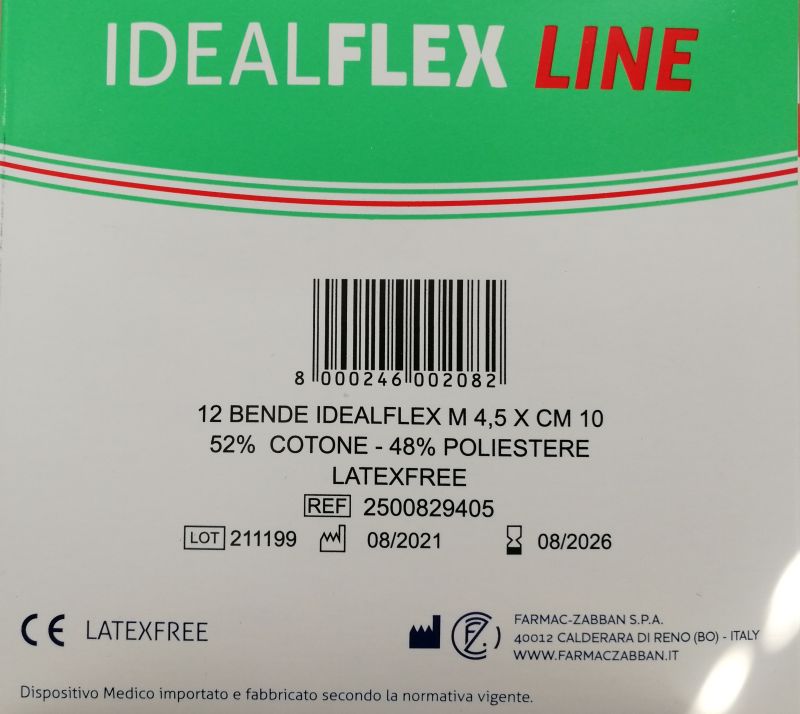 IDEALFLEX LINE
8 000246 002082
12 BENDE IDEALFLEX M 4,5 X CM 10
52% COTONE - 48% POLIESTERE
LATEXFREE
REF 2500829405
LOT 211199 08/2021 08/2026
CE LATEXFREE
FZ.
FARMAC-ZABBAN S.P.A.
40012 CALDERARA DI RENO (BO) - ITALY
WWW.FARMACZABBAN.IT
Dispositivo Medico importato e fabbricato secondo la normativa vigente.